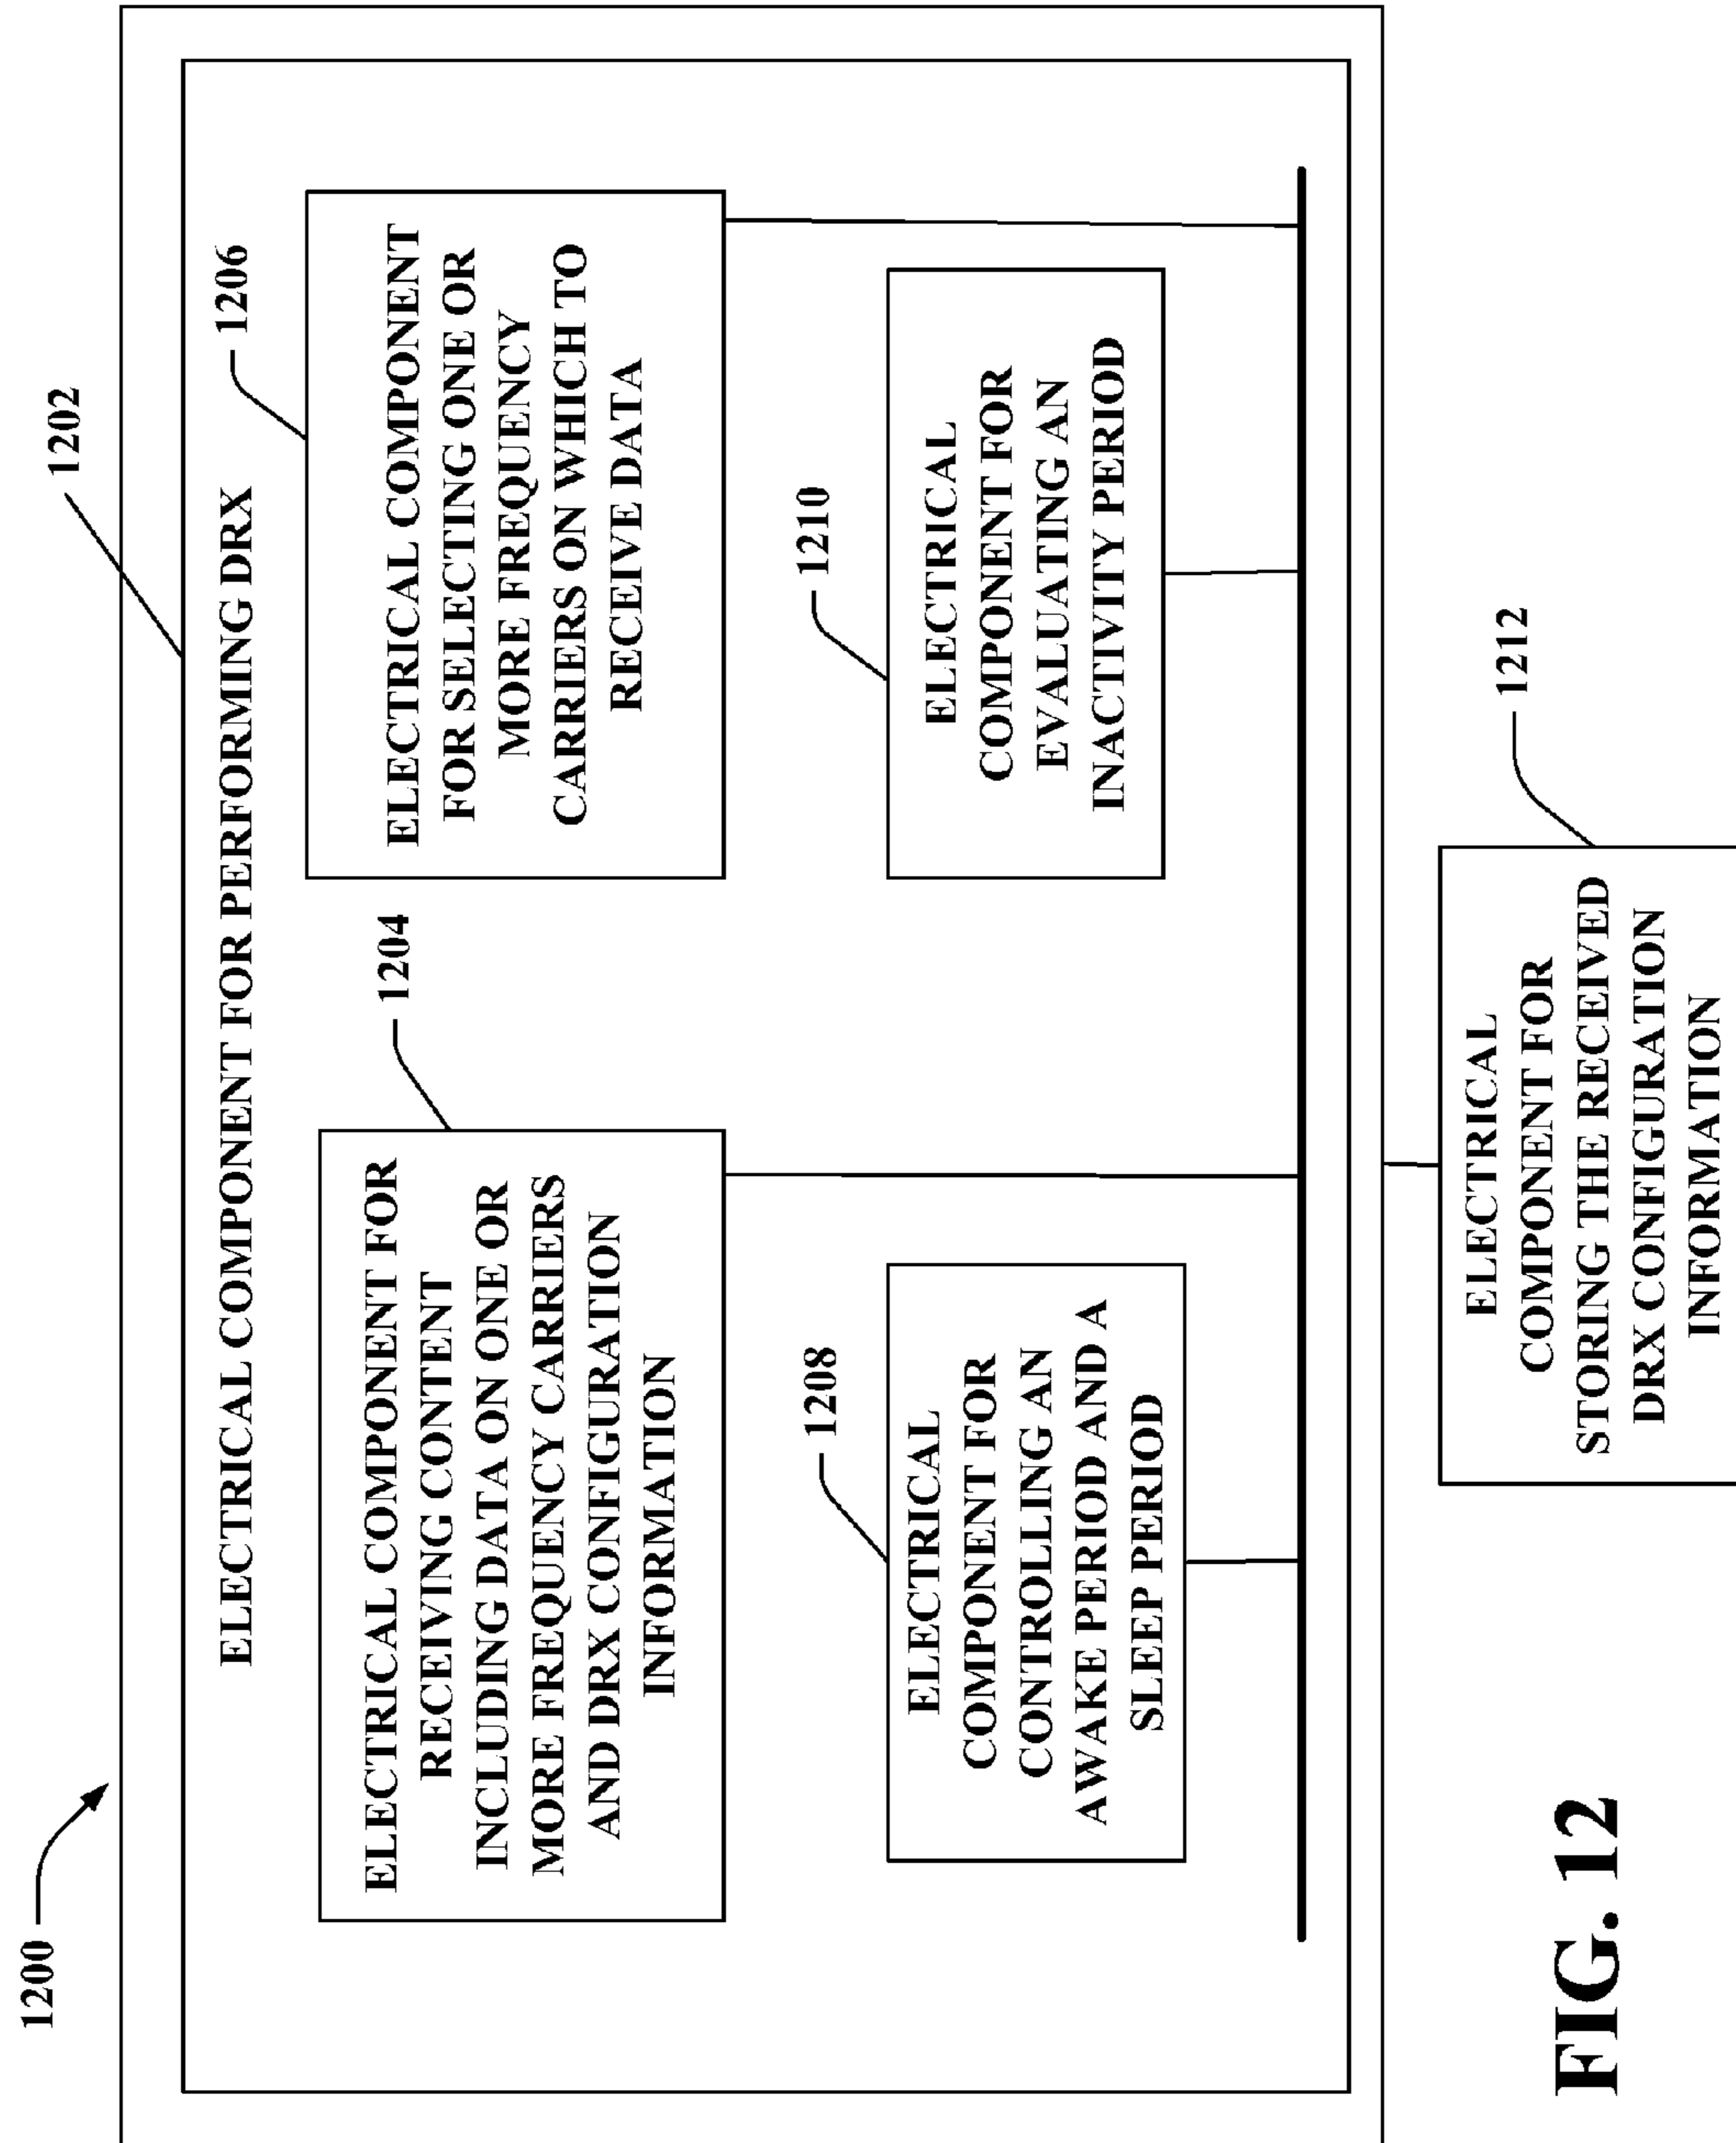 1200
1202
ELECTRICAL COMPONENT FOR PERFORMING DRX
1204
ELECTRICAL COMPONENT FOR
RECEIVING CONTENT
INCLUDING DATA ON ONE OR
MORE FREQUENCY CARRIERS
AND DRX CONFIGURATION
INFORMATION
1206
ELECTRICAL COMPONENT
FOR SELECTING ONE OR
MORE FREQUENCY
CARRIERS ON WHICH TO
RECEIVE DATA
1208
ELECTRICAL
COMPONENT FOR
CONTROLLING AN
AWAKE PERIOD AND A
SLEEP PERIOD
1210
ELECTRICAL
COMPONENT FOR
EVALUATING AN
INACTIVITY PERIOD
1212
ELECTRICAL
COMPONENT FOR
STORING THE RECEIVED
DRX CONFIGURATION
INFORMATION
FIG. 12